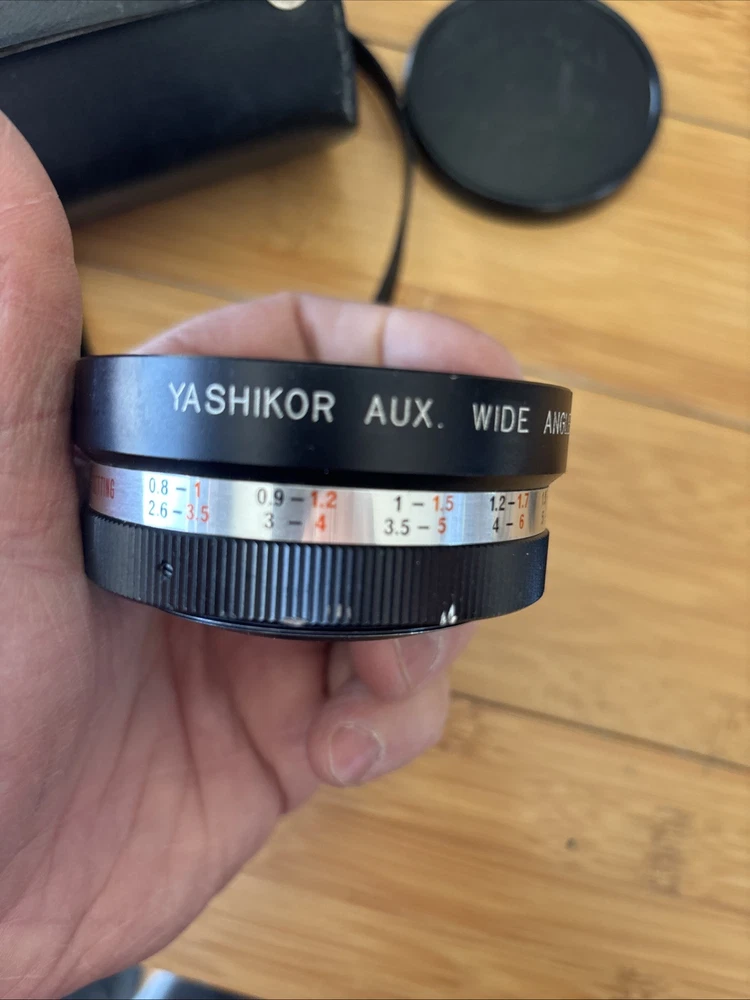 YASHIKOR AUX. WIDE ANGLE
0.8 – 1 0.9 – 1.2 1 – 1.5 1.2 – 1.7
2.6 – 3.5 3 – 4 3.5 – 5 4 – 6